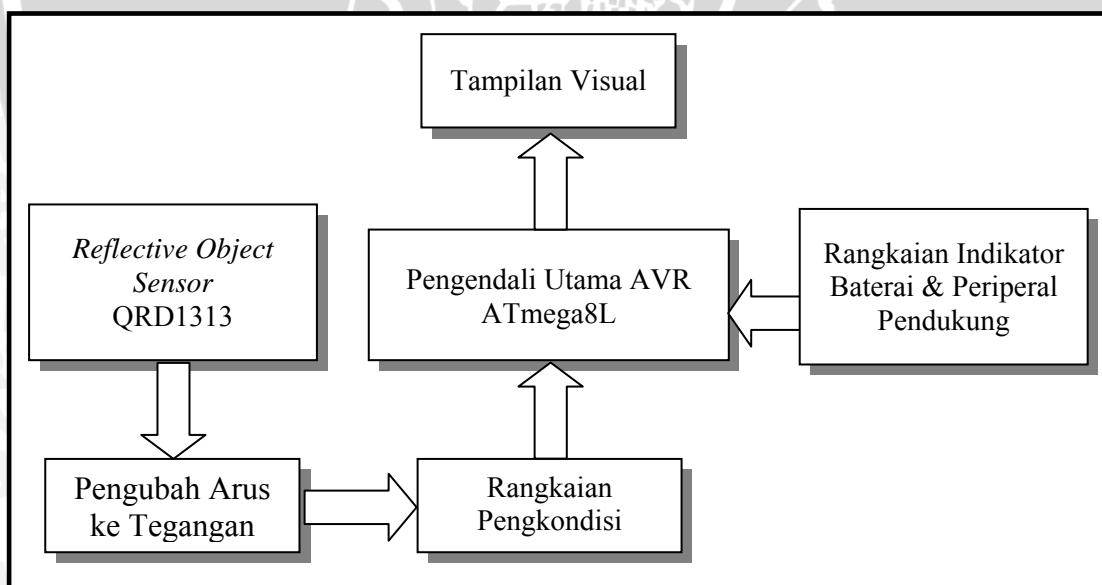 Tampilan Visual
Reflective Object
Sensor
QRD1313
Pengendali Utama AVR
ATmega8L
Rangkaian Indikator
Baterai & Periperal
Pendukung
Pengubah Arus
ke Tegangan
Rangkaian
Pengkondisi